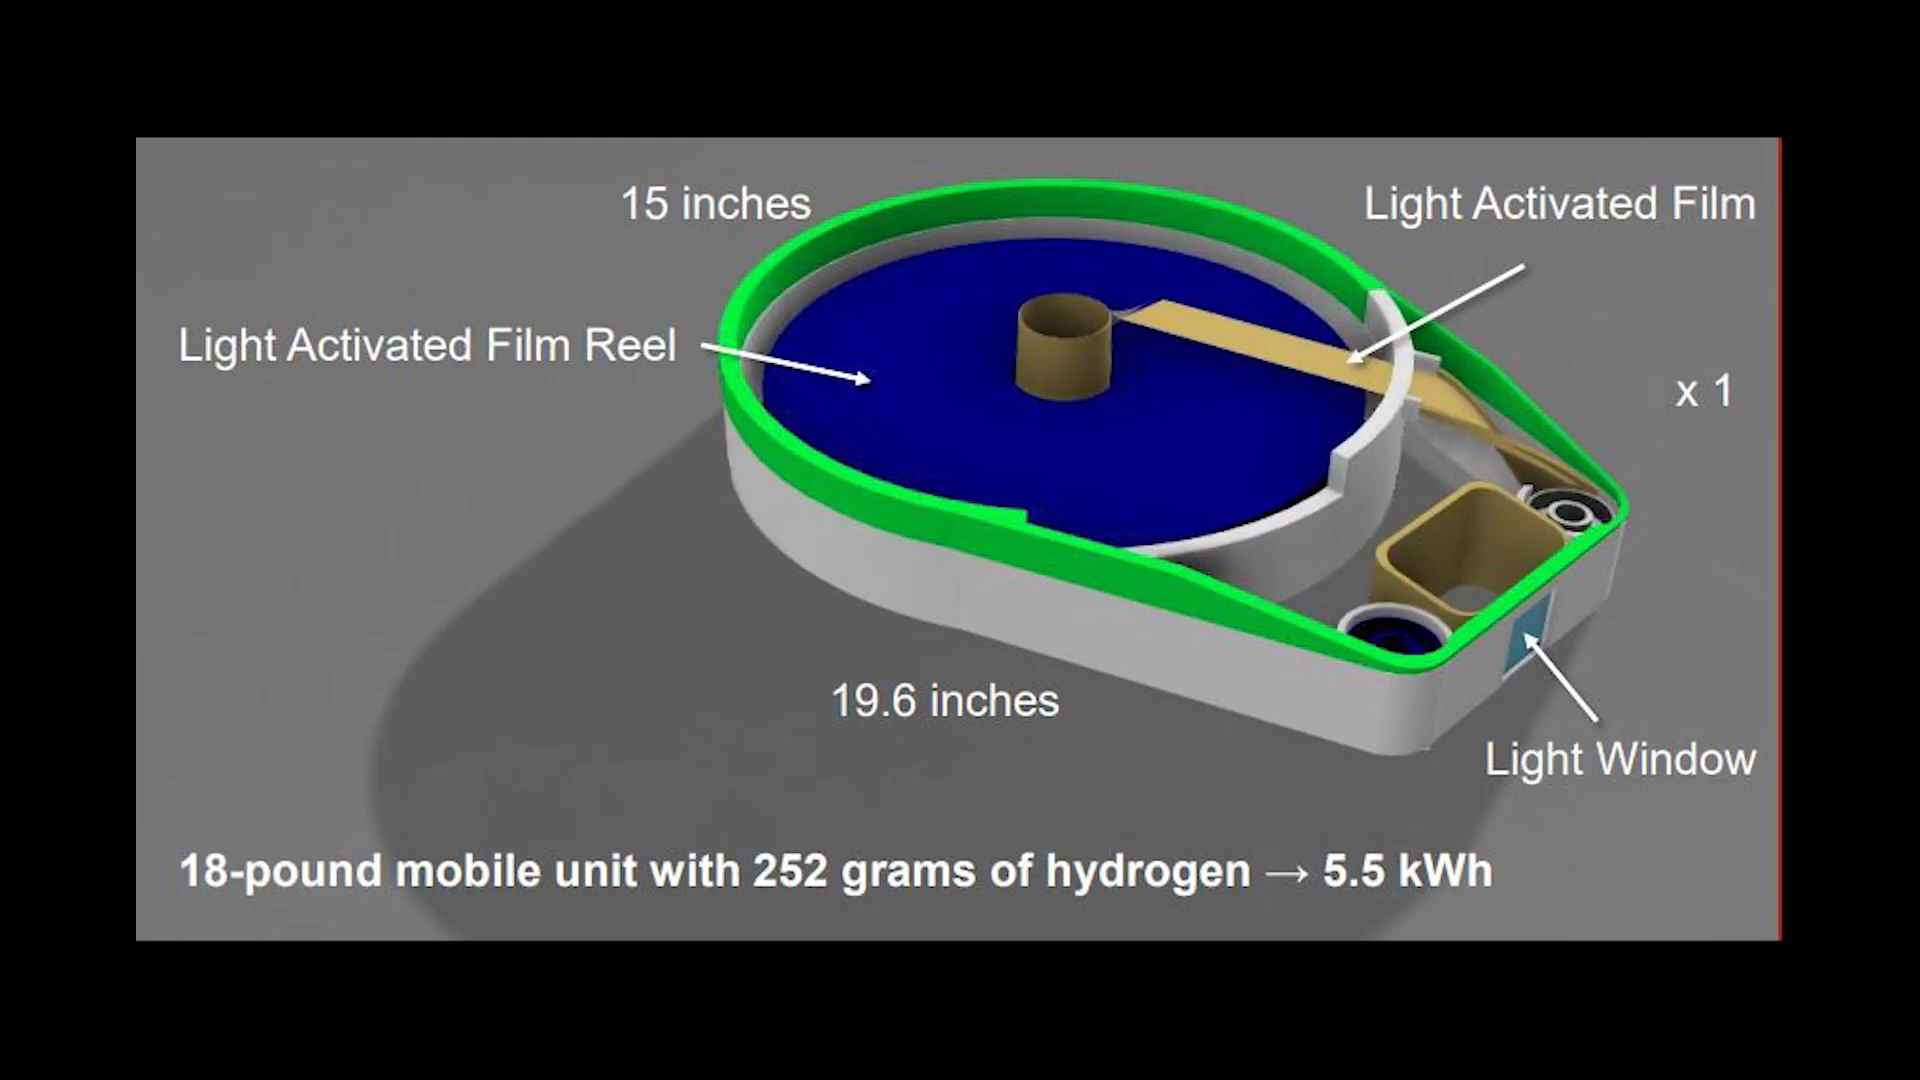 15 inches
Light Activated Film
Light Activated Film Reel
x 1
19.6 inches
Light Window
18-pound mobile unit with 252 grams of hydrogen → 5.5 kWh